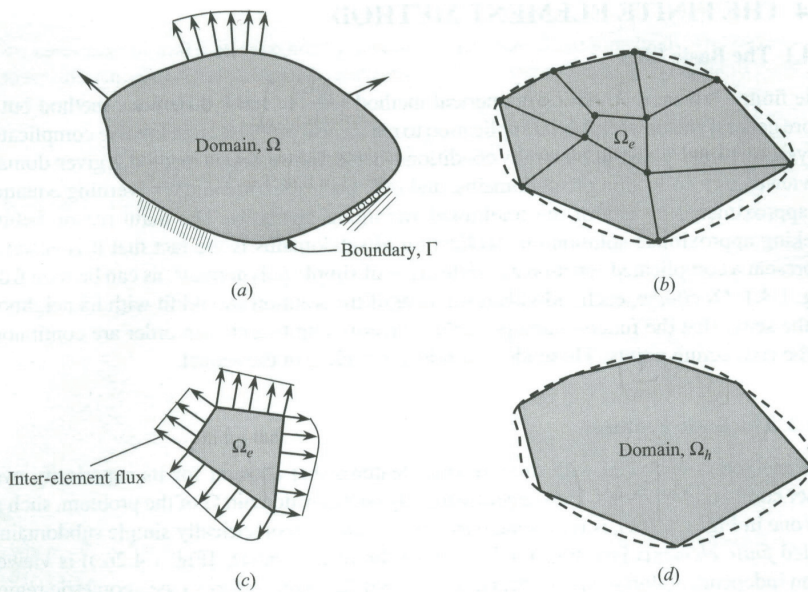 Domain, Ω
Boundary, Γ
(a)
Ωe
(b)
Ωe
Inter-element flux
(c)
Domain, Ωh
(d)